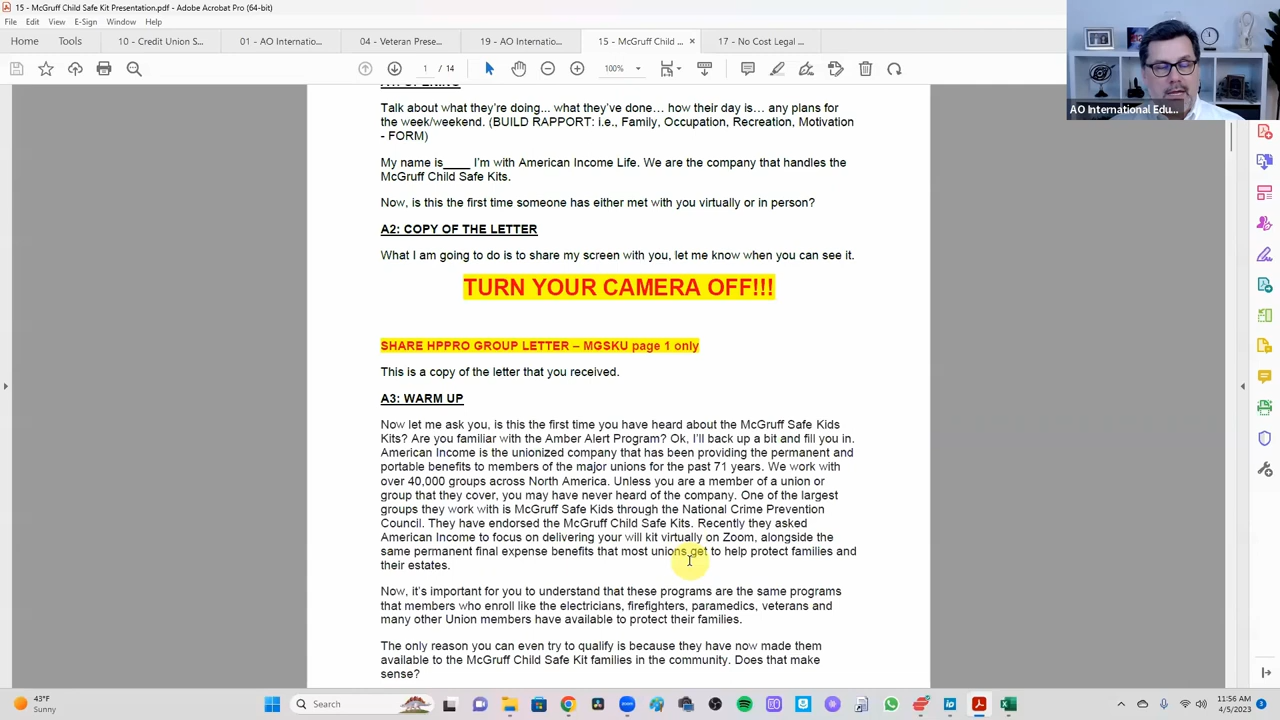 15 - McGruff Child Safe Kit Presentation.pdf - Adobe Acrobat Pro (64-bit)
File Edit View E-Sign Window Help
Home Tools 10 - Credit Union S... 01 - AO Internatio... 04 - Veteran Prese... 19 - AO Internatio... 15 - McGruff Child ... × 17 - No Cost Legal ...
1 / 14 100%
AO International Edu...
Talk about what they're doing... what they've done… how their day is… any plans for
the week/weekend. (BUILD RAPPORT: i.e., Family, Occupation, Recreation, Motivation
- FORM)
My name is____ I'm with American Income Life. We are the company that handles the
McGruff Child Safe Kits.
Now, is this the first time someone has either met with you virtually or in person?
A2: COPY OF THE LETTER
What I am going to do is to share my screen with you, let me know when you can see it.
TURN YOUR CAMERA OFF!!!
SHARE HPPRO GROUP LETTER – MGSKU page 1 only
This is a copy of the letter that you received.
A3: WARM UP
Now let me ask you, is this the first time you have heard about the McGruff Safe Kids
Kits? Are you familiar with the Amber Alert Program? Ok, I'll back up a bit and fill you in.
American Income is the unionized company that has been providing the permanent and
portable benefits to members of the major unions for the past 71 years. We work with
over 40,000 groups across North America. Unless you are a member of a union or
group that they cover, you may have never heard of the company. One of the largest
groups they work with is McGruff Safe Kids through the National Crime Prevention
Council. They have endorsed the McGruff Child Safe Kits. Recently they asked
American Income to focus on delivering your will kit virtually on Zoom, alongside the
same permanent final expense benefits that most unions get to help protect families and
their estates.
Now, it's important for you to understand that these programs are the same programs
that members who enroll like the electricians, firefighters, paramedics, veterans and
many other Union members have available to protect their families.
The only reason you can even try to qualify is because they have now made them
available to the McGruff Child Safe Kit families in the community. Does that make
sense?
43°F
Sunny
Search
11:56 AM
4/5/2023